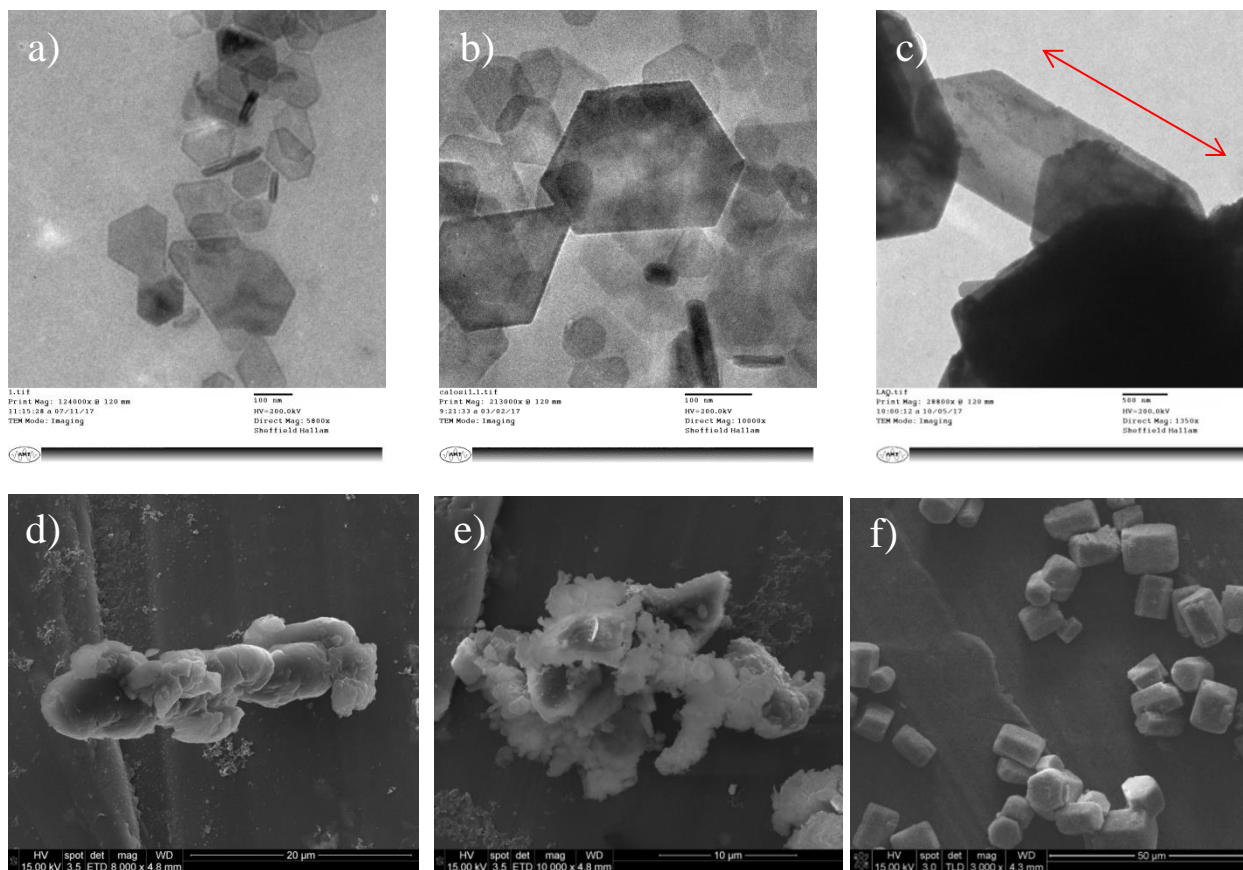 a)
1.tif
Print Mag: 124000x @ 120 mm
11:15:28 a 07/11/17
TEM Mode: Imaging
100 nm
HV=200.0kV
Direct Mag: 5800x
Sheffield Hallam
AMT
b)
calosil.1.tif
Print Mag: 213000x @ 120 mm
9:21:33 a 03/02/17
TEM Mode: Imaging
100 nm
HV=200.0kV
Direct Mag: 10000x
Sheffield Hallam
AMT
c)
LAQ.tif
Print Mag: 28800x @ 120 mm
10:00:12 a 10/05/17
TEM Mode: Imaging
500 nm
HV=200.0kV
Direct Mag: 1350x
Sheffield Hallam
AMT
d)
HV spot det mag WD 20 µm
15.00 kV 3.5 ETD 8 000 x 4.8 mm
e)
HV spot det mag WD 10 µm
15.00 kV 3.5 ETD 10 000 x 4.8 mm
f)
HV spot det mag WD 50 µm
15.00 kV 3.0 TLD 3 000 x 4.3 mm